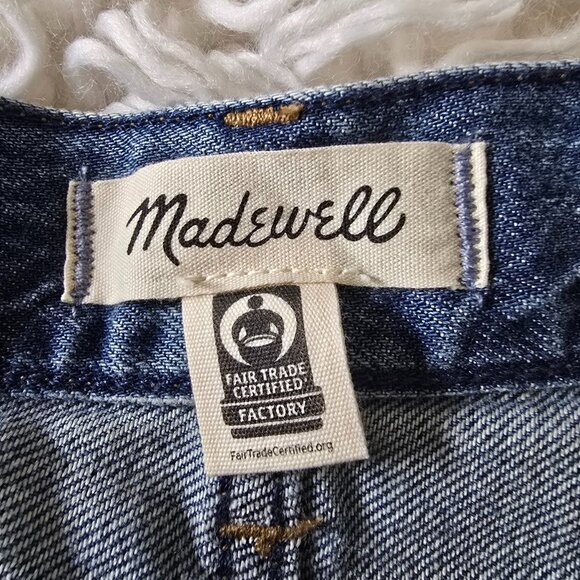 Madewell
FAIR TRADE
CERTIFIED
FACTORY
FairTradeCertified.org